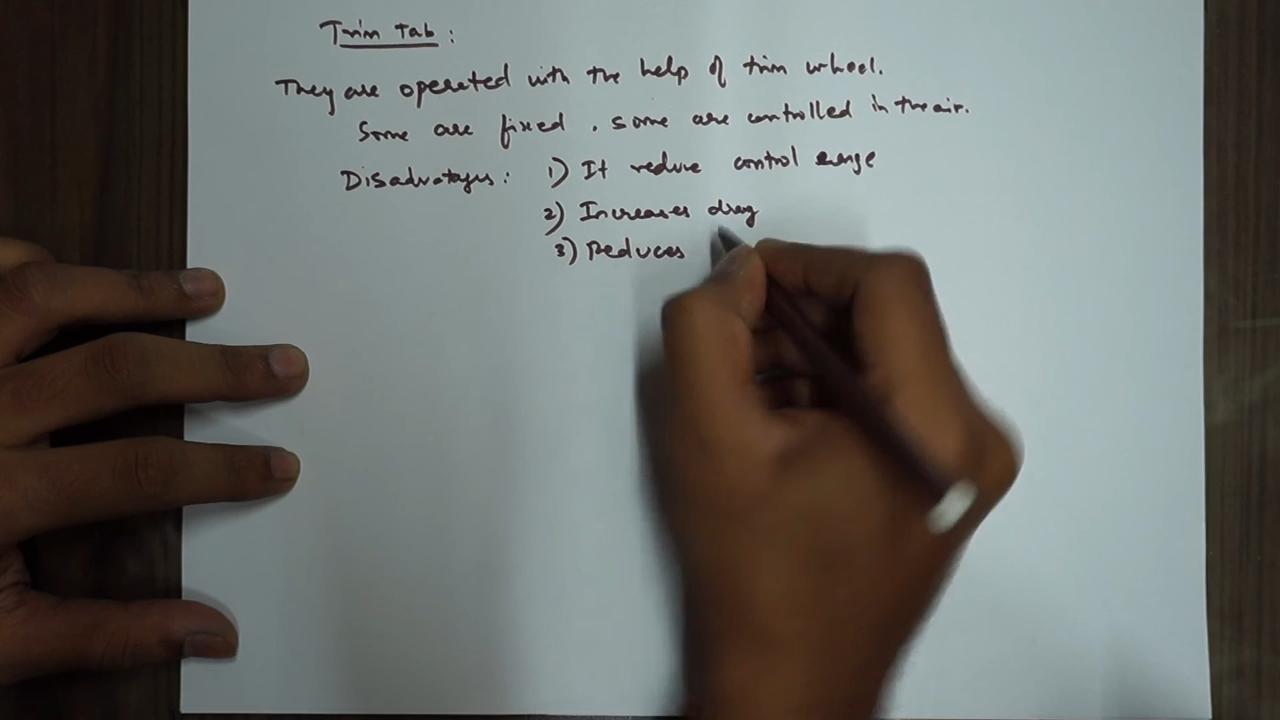 Trim Tab :
They are operated with the help of trim wheel.
Some are fixed, some are controlled in the air.
Disadvatages : 1) It reduce control range
2) Increases drag
3) Reduces